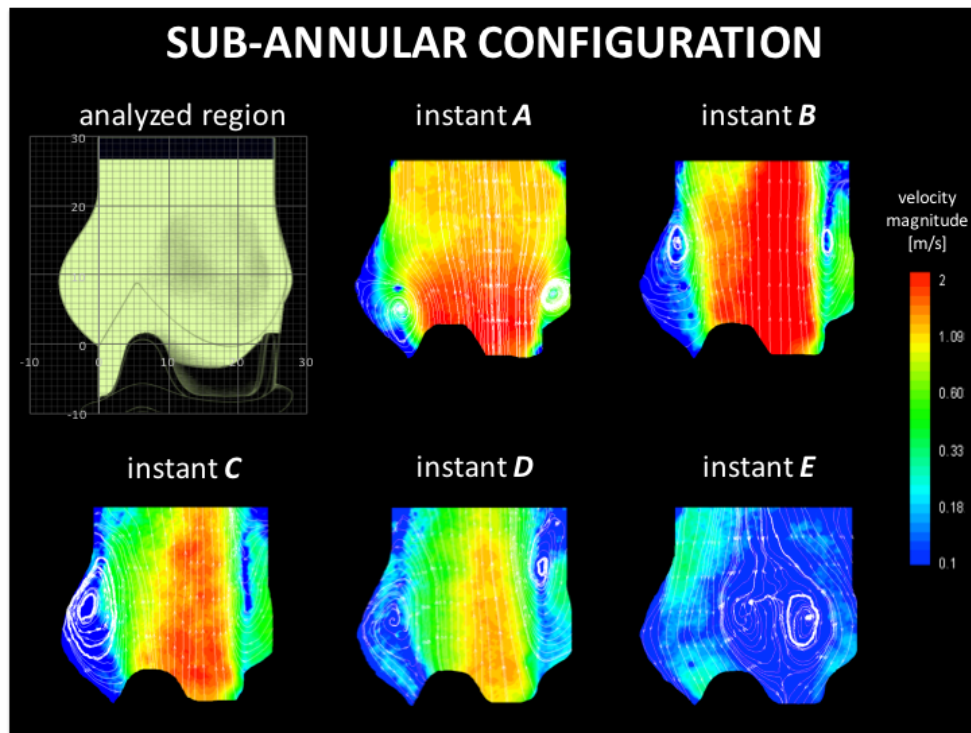 SUB-ANNULAR CONFIGURATION
analyzed region
instant A
instant B
30
20
10
0
-10
-10
0
10
20
30
velocity
magnitude
[m/s]
2
1.09
0.60
0.33
0.18
0.1
instant C
instant D
instant E